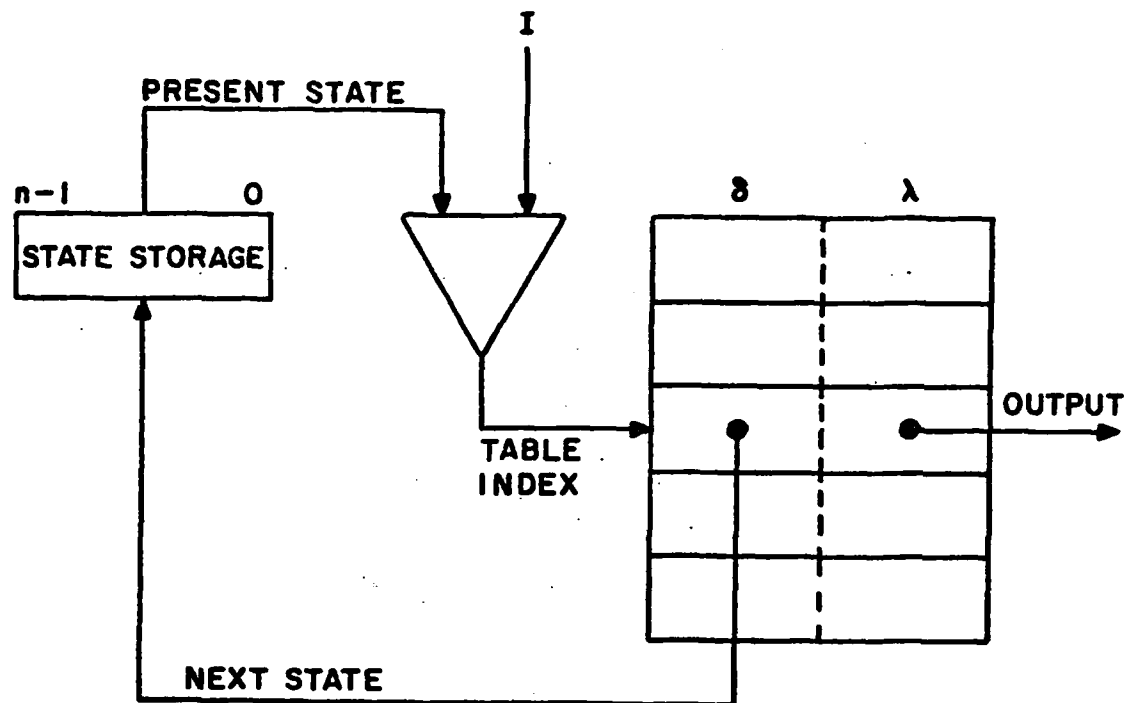 I
PRESENT STATE
n-1 0
STATE STORAGE
δ λ
OUTPUT
TABLE
INDEX
NEXT STATE